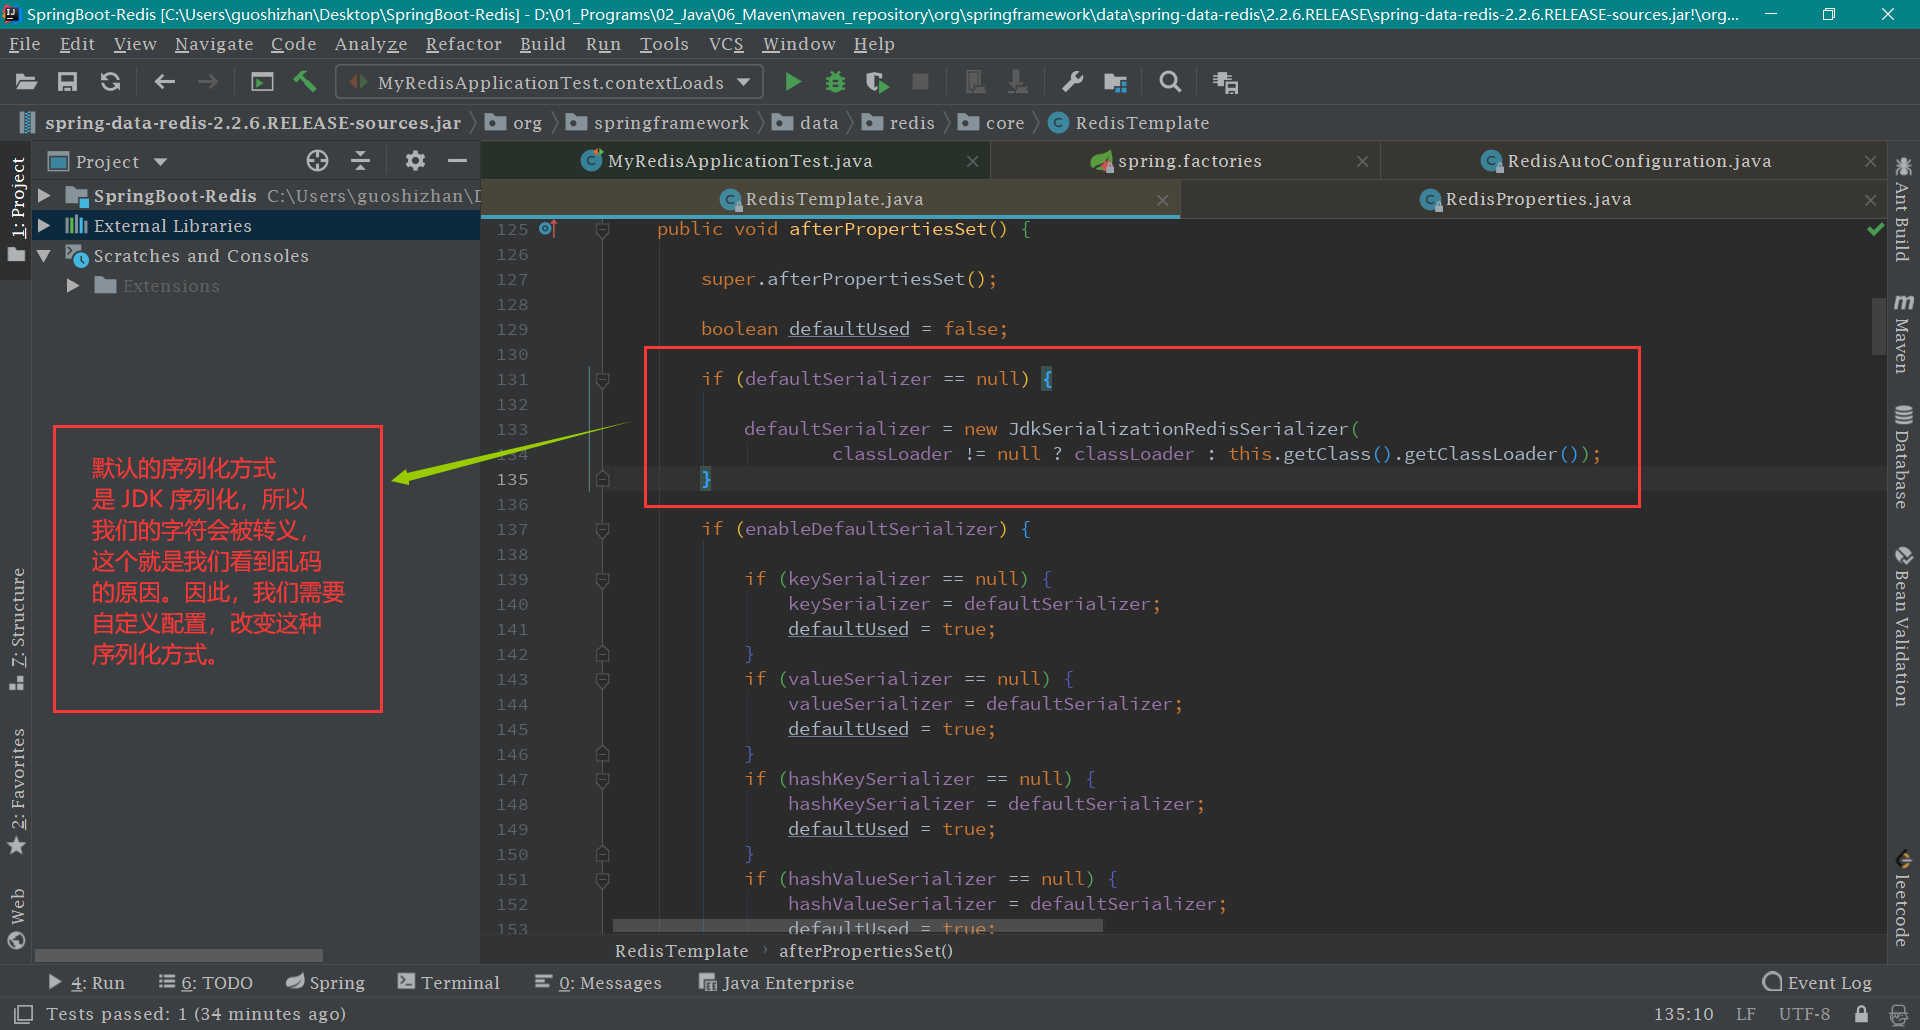 SpringBoot-Redis [C:\Users\guoshizhan\Desktop\SpringBoot-Redis] - D:\01_Programs\02_Java\06_Maven\maven_repository\org\springframework\data\spring-data-redis\2.2.6.RELEASE\spring-data-redis-2.2.6.RELEASE-sources.jar!\org...
File Edit View Navigate Code Analyze Refactor Build Run Tools VCS Window Help
MyRedisApplicationTest.contextLoads
spring-data-redis-2.2.6.RELEASE-sources.jar org springframework data redis core RedisTemplate
Project
MyRedisApplicationTest.java spring.factories RedisAutoConfiguration.java
RedisTemplate.java RedisProperties.java
1: Project
SpringBoot-Redis C:\Users\guoshizhan\D
External Libraries
Scratches and Consoles
Extensions
默认的序列化方式
是 JDK 序列化，所以
我们的字符会被转义，
这个就是我们看到乱码
的原因。因此，我们需要
自定义配置，改变这种
序列化方式。
7: Structure
2: Favorites
Web
125 public void afterPropertiesSet() {
126
127 super.afterPropertiesSet();
128
129 boolean defaultUsed = false;
130
131 if (defaultSerializer == null) {
132
133 defaultSerializer = new JdkSerializationRedisSerializer(
134 classLoader != null ? classLoader : this.getClass().getClassLoader());
135 }
136
137 if (enableDefaultSerializer) {
138
139 if (keySerializer == null) {
140 keySerializer = defaultSerializer;
141 defaultUsed = true;
142 }
143 if (valueSerializer == null) {
144 valueSerializer = defaultSerializer;
145 defaultUsed = true;
146 }
147 if (hashKeySerializer == null) {
148 hashKeySerializer = defaultSerializer;
149 defaultUsed = true;
150 }
151 if (hashValueSerializer == null) {
152 hashValueSerializer = defaultSerializer;
153 defaultUsed = true;
RedisTemplate › afterPropertiesSet()
Ant Build
Maven
Database
Bean Validation
leetcode
4: Run 6: TODO Spring Terminal 0: Messages Java Enterprise Event Log
Tests passed: 1 (34 minutes ago) 135:10 LF UTF-8